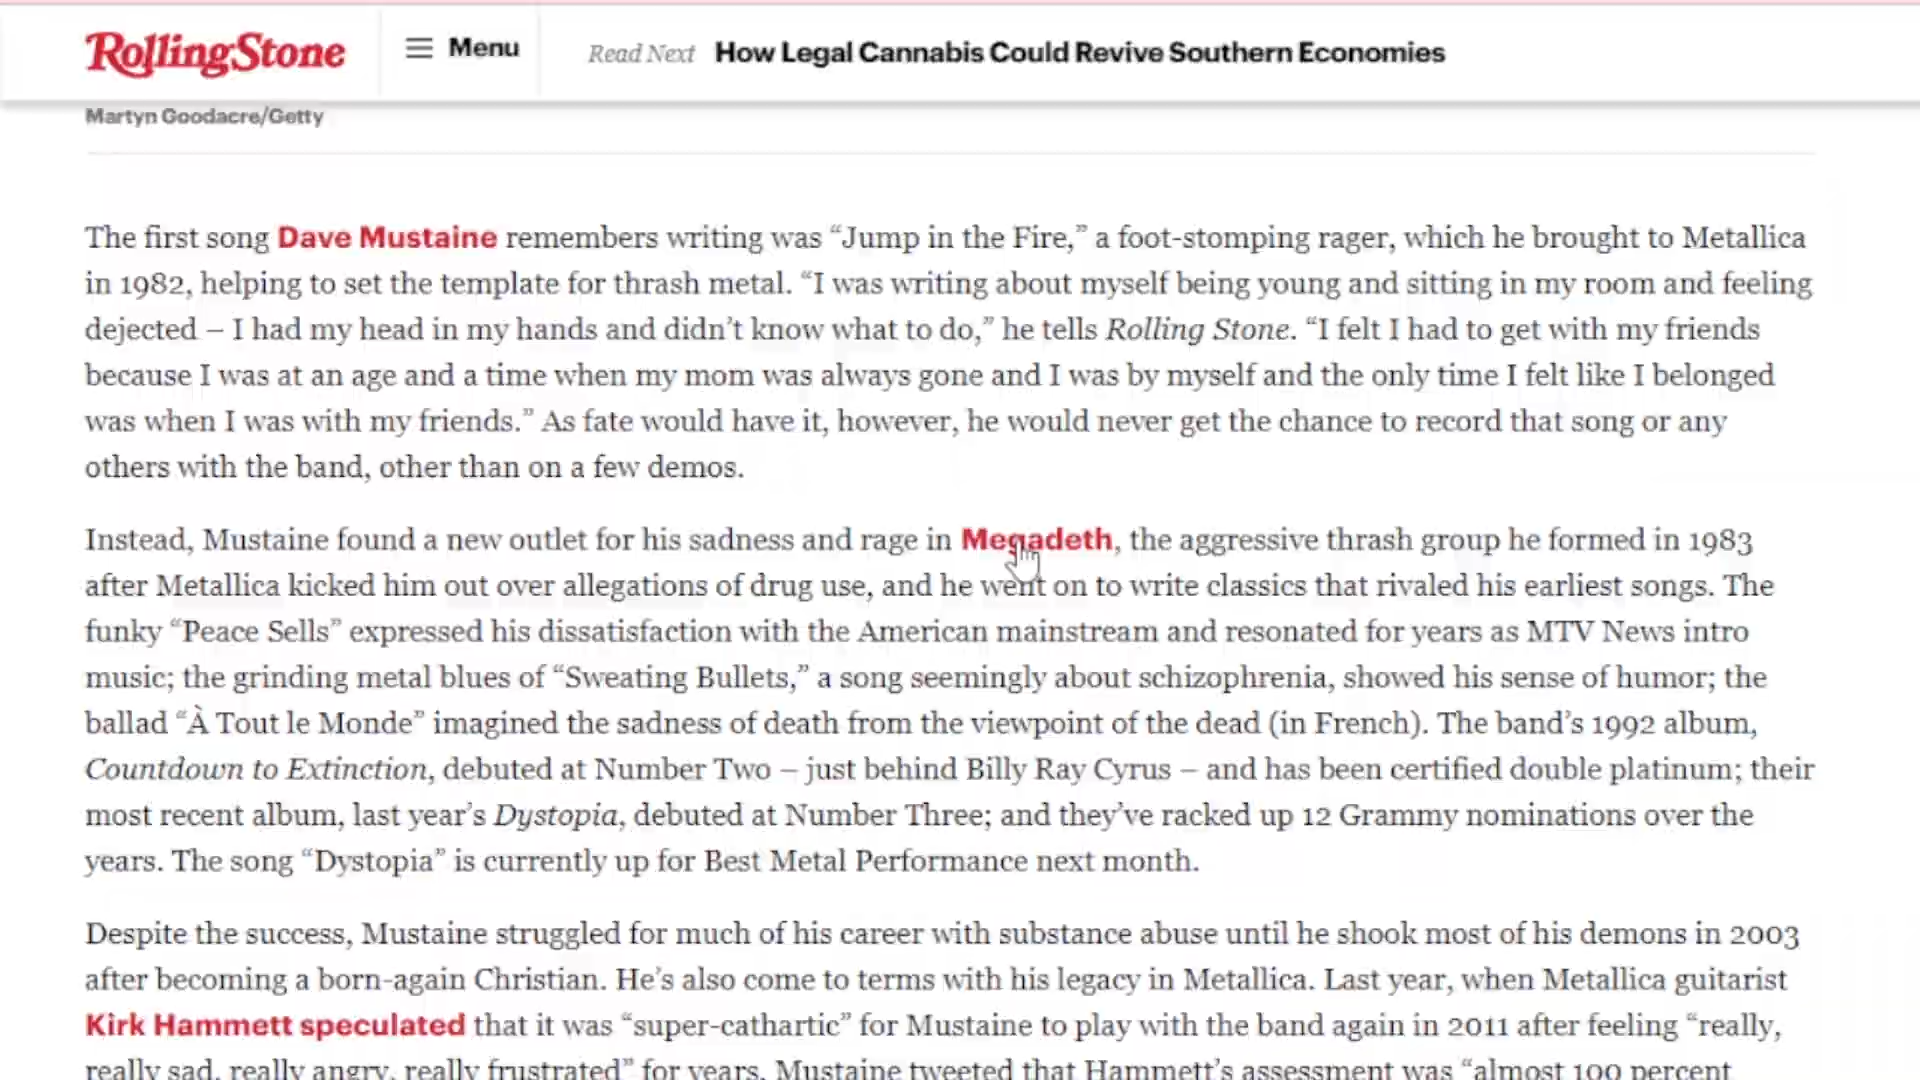 RollingStone
Menu
Read Next How Legal Cannabis Could Revive Southern Economies
Martyn Goodacre/Getty
The first song Dave Mustaine remembers writing was “Jump in the Fire,” a foot-stomping rager, which he brought to Metallica
in 1982, helping to set the template for thrash metal. “I was writing about myself being young and sitting in my room and feeling
dejected – I had my head in my hands and didn’t know what to do,” he tells Rolling Stone. “I felt I had to get with my friends
because I was at an age and a time when my mom was always gone and I was by myself and the only time I felt like I belonged
was when I was with my friends.” As fate would have it, however, he would never get the chance to record that song or any
others with the band, other than on a few demos.
Instead, Mustaine found a new outlet for his sadness and rage in Megadeth, the aggressive thrash group he formed in 1983
after Metallica kicked him out over allegations of drug use, and he went on to write classics that rivaled his earliest songs. The
funky “Peace Sells” expressed his dissatisfaction with the American mainstream and resonated for years as MTV News intro
music; the grinding metal blues of “Sweating Bullets,” a song seemingly about schizophrenia, showed his sense of humor; the
ballad “À Tout le Monde” imagined the sadness of death from the viewpoint of the dead (in French). The band’s 1992 album,
Countdown to Extinction, debuted at Number Two – just behind Billy Ray Cyrus – and has been certified double platinum; their
most recent album, last year’s Dystopia, debuted at Number Three; and they’ve racked up 12 Grammy nominations over the
years. The song “Dystopia” is currently up for Best Metal Performance next month.
Despite the success, Mustaine struggled for much of his career with substance abuse until he shook most of his demons in 2003
after becoming a born-again Christian. He’s also come to terms with his legacy in Metallica. Last year, when Metallica guitarist
Kirk Hammett speculated that it was “super-cathartic” for Mustaine to play with the band again in 2011 after feeling “really,
really sad, really angry, really frustrated” for years, Mustaine tweeted that Hammett’s assessment was “almost 100 percent